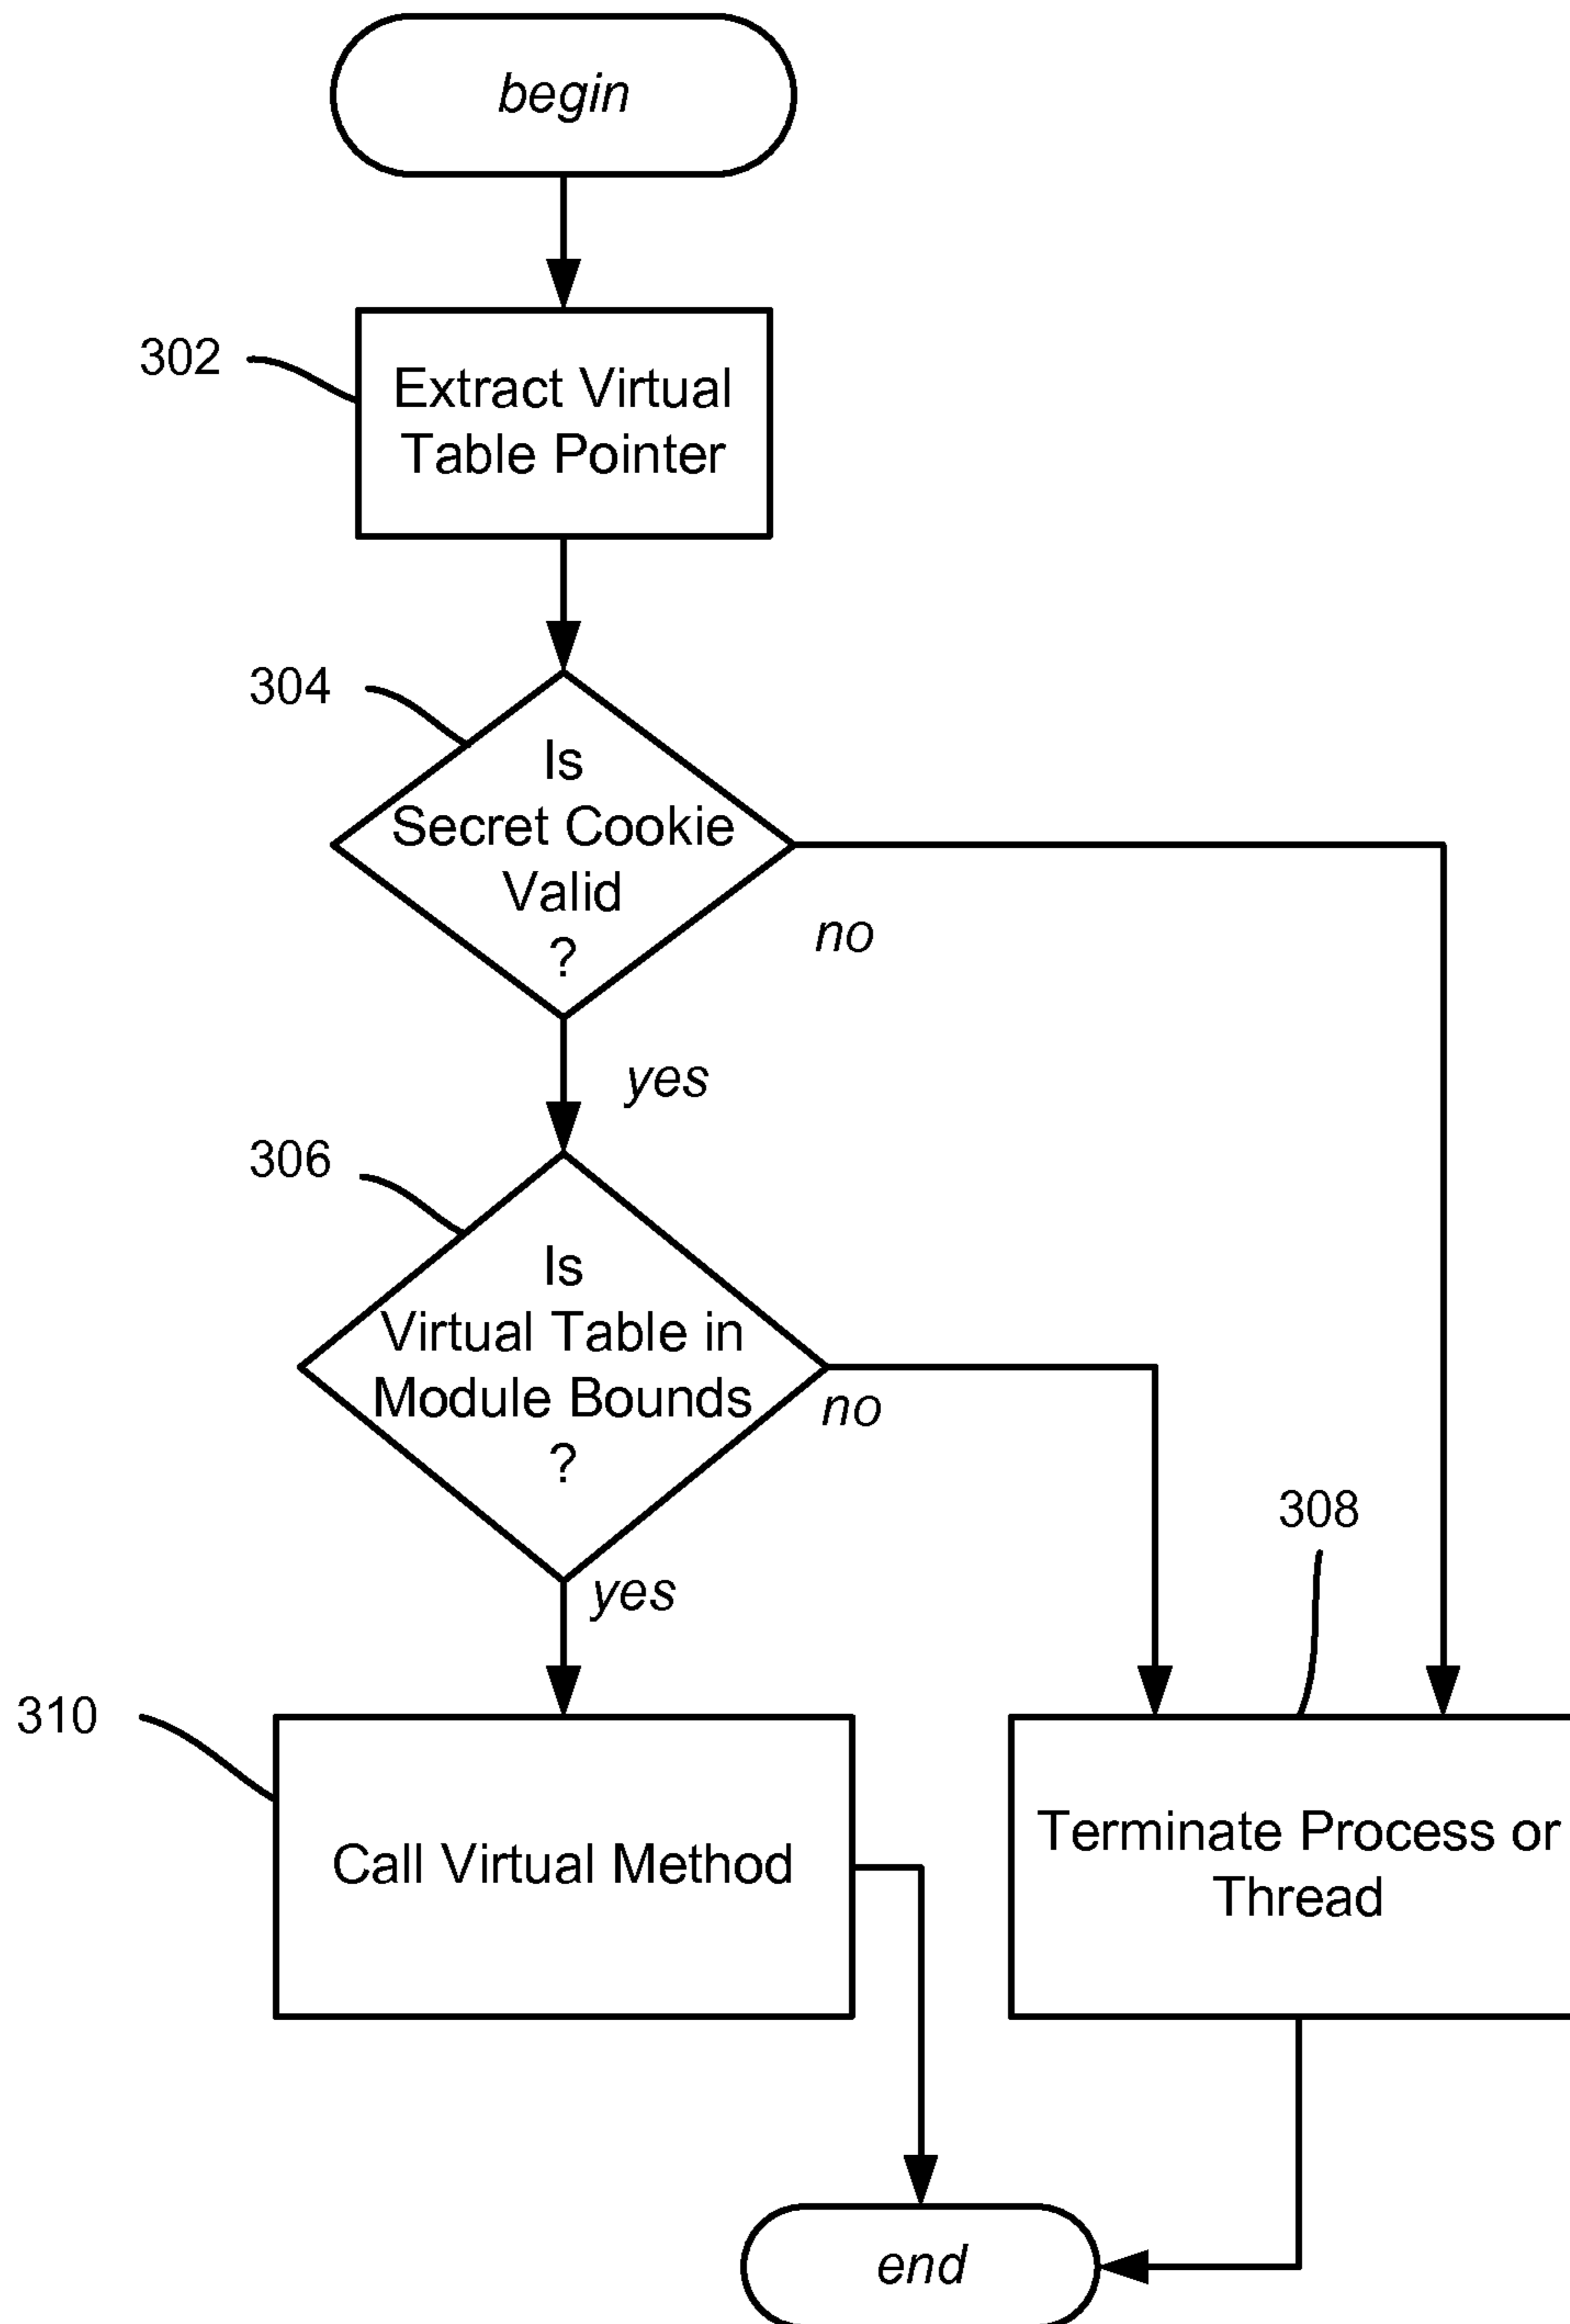 begin
302
Extract Virtual
Table Pointer
304
Is
Secret Cookie
Valid
?
no
yes
306
Is
Virtual Table in
Module Bounds
?
no
yes
308
310
Call Virtual Method
Terminate Process or
Thread
end